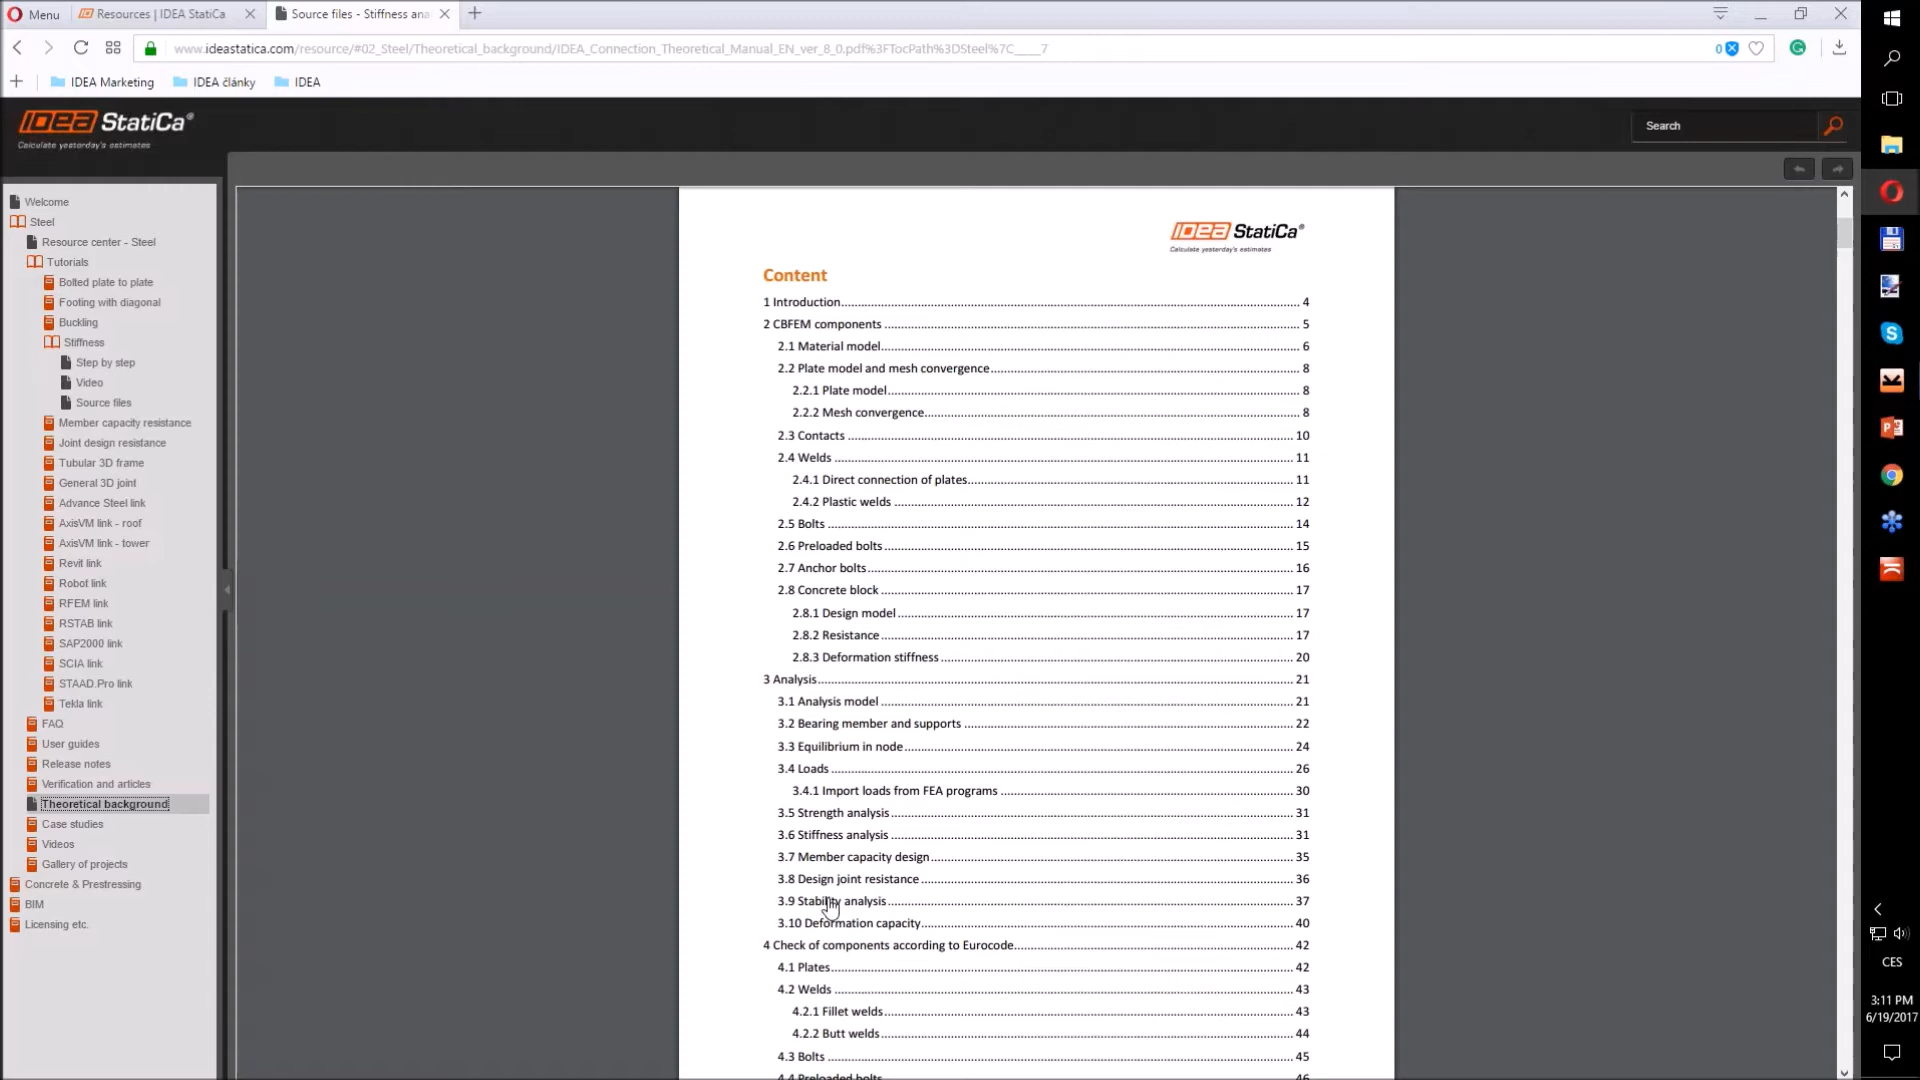 Menu
Resources | IDEA StatiCa
Source files - Stiffness ana
www.ideastatica.com/resource/#02_Steel/Theoretical_background/IDEA_Connection_Theoretical_Manual_EN_ver_8_0.pdf%3FTocPath%3DSteel%7C____7
0
IDEA Marketing
IDEA články
IDEA
IDEA StatiCa®
Calculate yesterday's estimates
Search
Welcome
Steel
Resource center - Steel
Tutorials
Bolted plate to plate
Footing with diagonal
Buckling
Stiffness
Step by step
Video
Source files
Member capacity resistance
Joint design resistance
Tubular 3D frame
General 3D joint
Advance Steel link
AxisVM link - roof
AxisVM link - tower
Revit link
Robot link
RFEM link
RSTAB link
SAP2000 link
SCIA link
STAAD.Pro link
Tekla link
FAQ
User guides
Release notes
Verification and articles
Theoretical background
Case studies
Videos
Gallery of projects
Concrete & Prestressing
BIM
Licensing etc.
IDEA StatiCa®
Calculate yesterday's estimates
Content
1 Introduction 4
2 CBFEM components 5
2.1 Material model 6
2.2 Plate model and mesh convergence 8
2.2.1 Plate model 8
2.2.2 Mesh convergence 8
2.3 Contacts 10
2.4 Welds 11
2.4.1 Direct connection of plates 11
2.4.2 Plastic welds 12
2.5 Bolts 14
2.6 Preloaded bolts 15
2.7 Anchor bolts 16
2.8 Concrete block 17
2.8.1 Design model 17
2.8.2 Resistance 17
2.8.3 Deformation stiffness 20
3 Analysis 21
3.1 Analysis model 21
3.2 Bearing member and supports 22
3.3 Equilibrium in node 24
3.4 Loads 26
3.4.1 Import loads from FEA programs 30
3.5 Strength analysis 31
3.6 Stiffness analysis 31
3.7 Member capacity design 35
3.8 Design joint resistance 36
3.9 Stability analysis 37
3.10 Deformation capacity 40
4 Check of components according to Eurocode 42
4.1 Plates 42
4.2 Welds 43
4.2.1 Fillet welds 43
4.2.2 Butt welds 44
4.3 Bolts 45
4.4 Preloaded bolts 46
CES
3:11 PM
6/19/2017